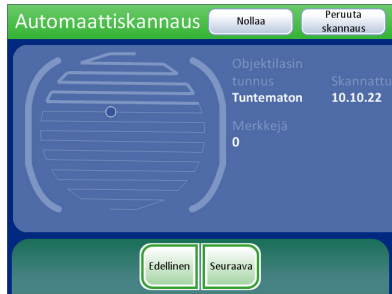 Automaattiskannaus
Nollaa
Peruuta
skannaus
Objektilasin
tunnus
Skannattu
Tuntematon
10.10.22
Merkkejä
0
Edellinen
Seuraava